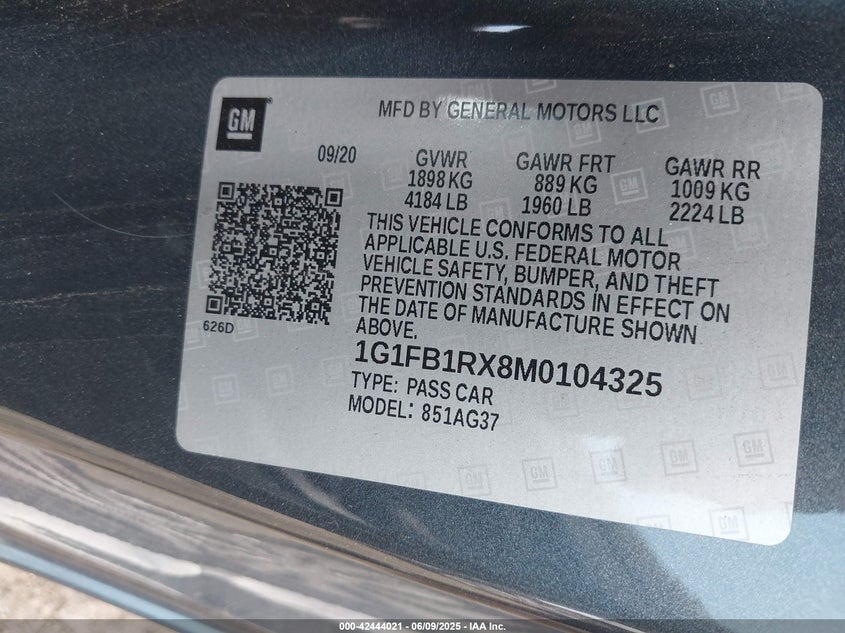 GM
MFD BY GENERAL MOTORS LLC
09/20
GVWR
1898 KG
4184 LB
GAWR FRT
889 KG
1960 LB
GAWR RR
1009 KG
2224 LB
THIS VEHICLE CONFORMS TO ALL
APPLICABLE U.S. FEDERAL MOTOR
VEHICLE SAFETY, BUMPER, AND THEFT
PREVENTION STANDARDS IN EFFECT ON
THE DATE OF MANUFACTURE SHOWN
ABOVE.
626D
1G1FB1RX8M0104325
TYPE: PASS CAR
MODEL: 851AG37
000-42444021 | 06/09/2025 - IAA Inc.